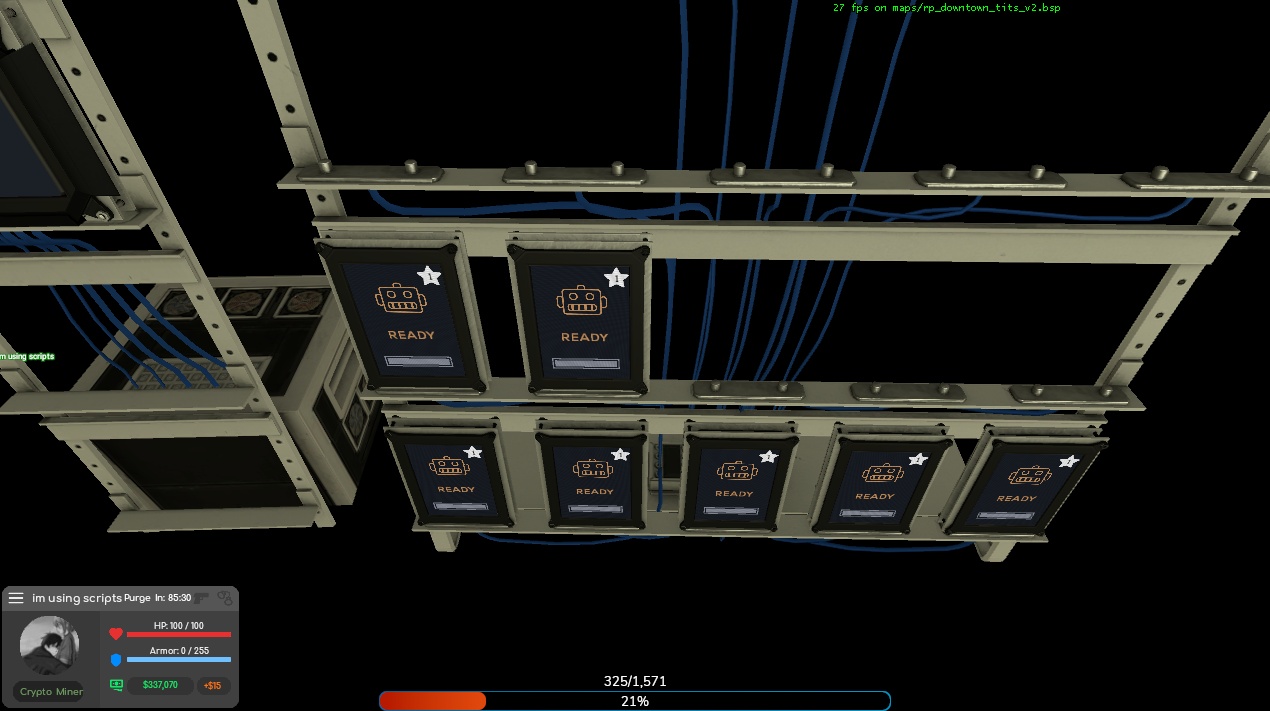 27 fps on maps/rp_downtown_tits_v2.bsp
1
READY
1
READY
m using scripts
1
READY
1
READY
READY
READY
READY
im using scripts Purge In: 85:30
HP: 100 / 100
Armor: 0 / 255
Crypto Miner
$337,070
+$15
325/1,571
21%